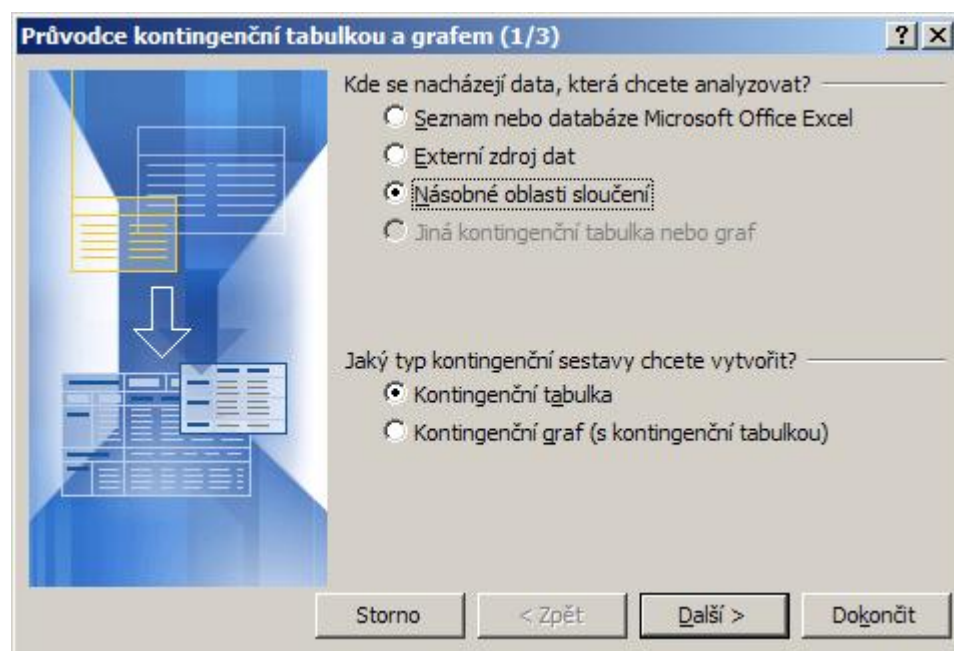 Průvodce kontingenční tabulkou a grafem (1/3)
Kde se nacházejí data, která chcete analyzovat?
Seznam nebo databáze Microsoft Office Excel
Externí zdroj dat
Násobné oblasti sloučení
Jiná kontingenční tabulka nebo graf
Jaký typ kontingenční sestavy chcete vytvořit?
Kontingenční tabulka
Kontingenční graf (s kontingenční tabulkou)
Storno
< Zpět
Další >
Dokončit